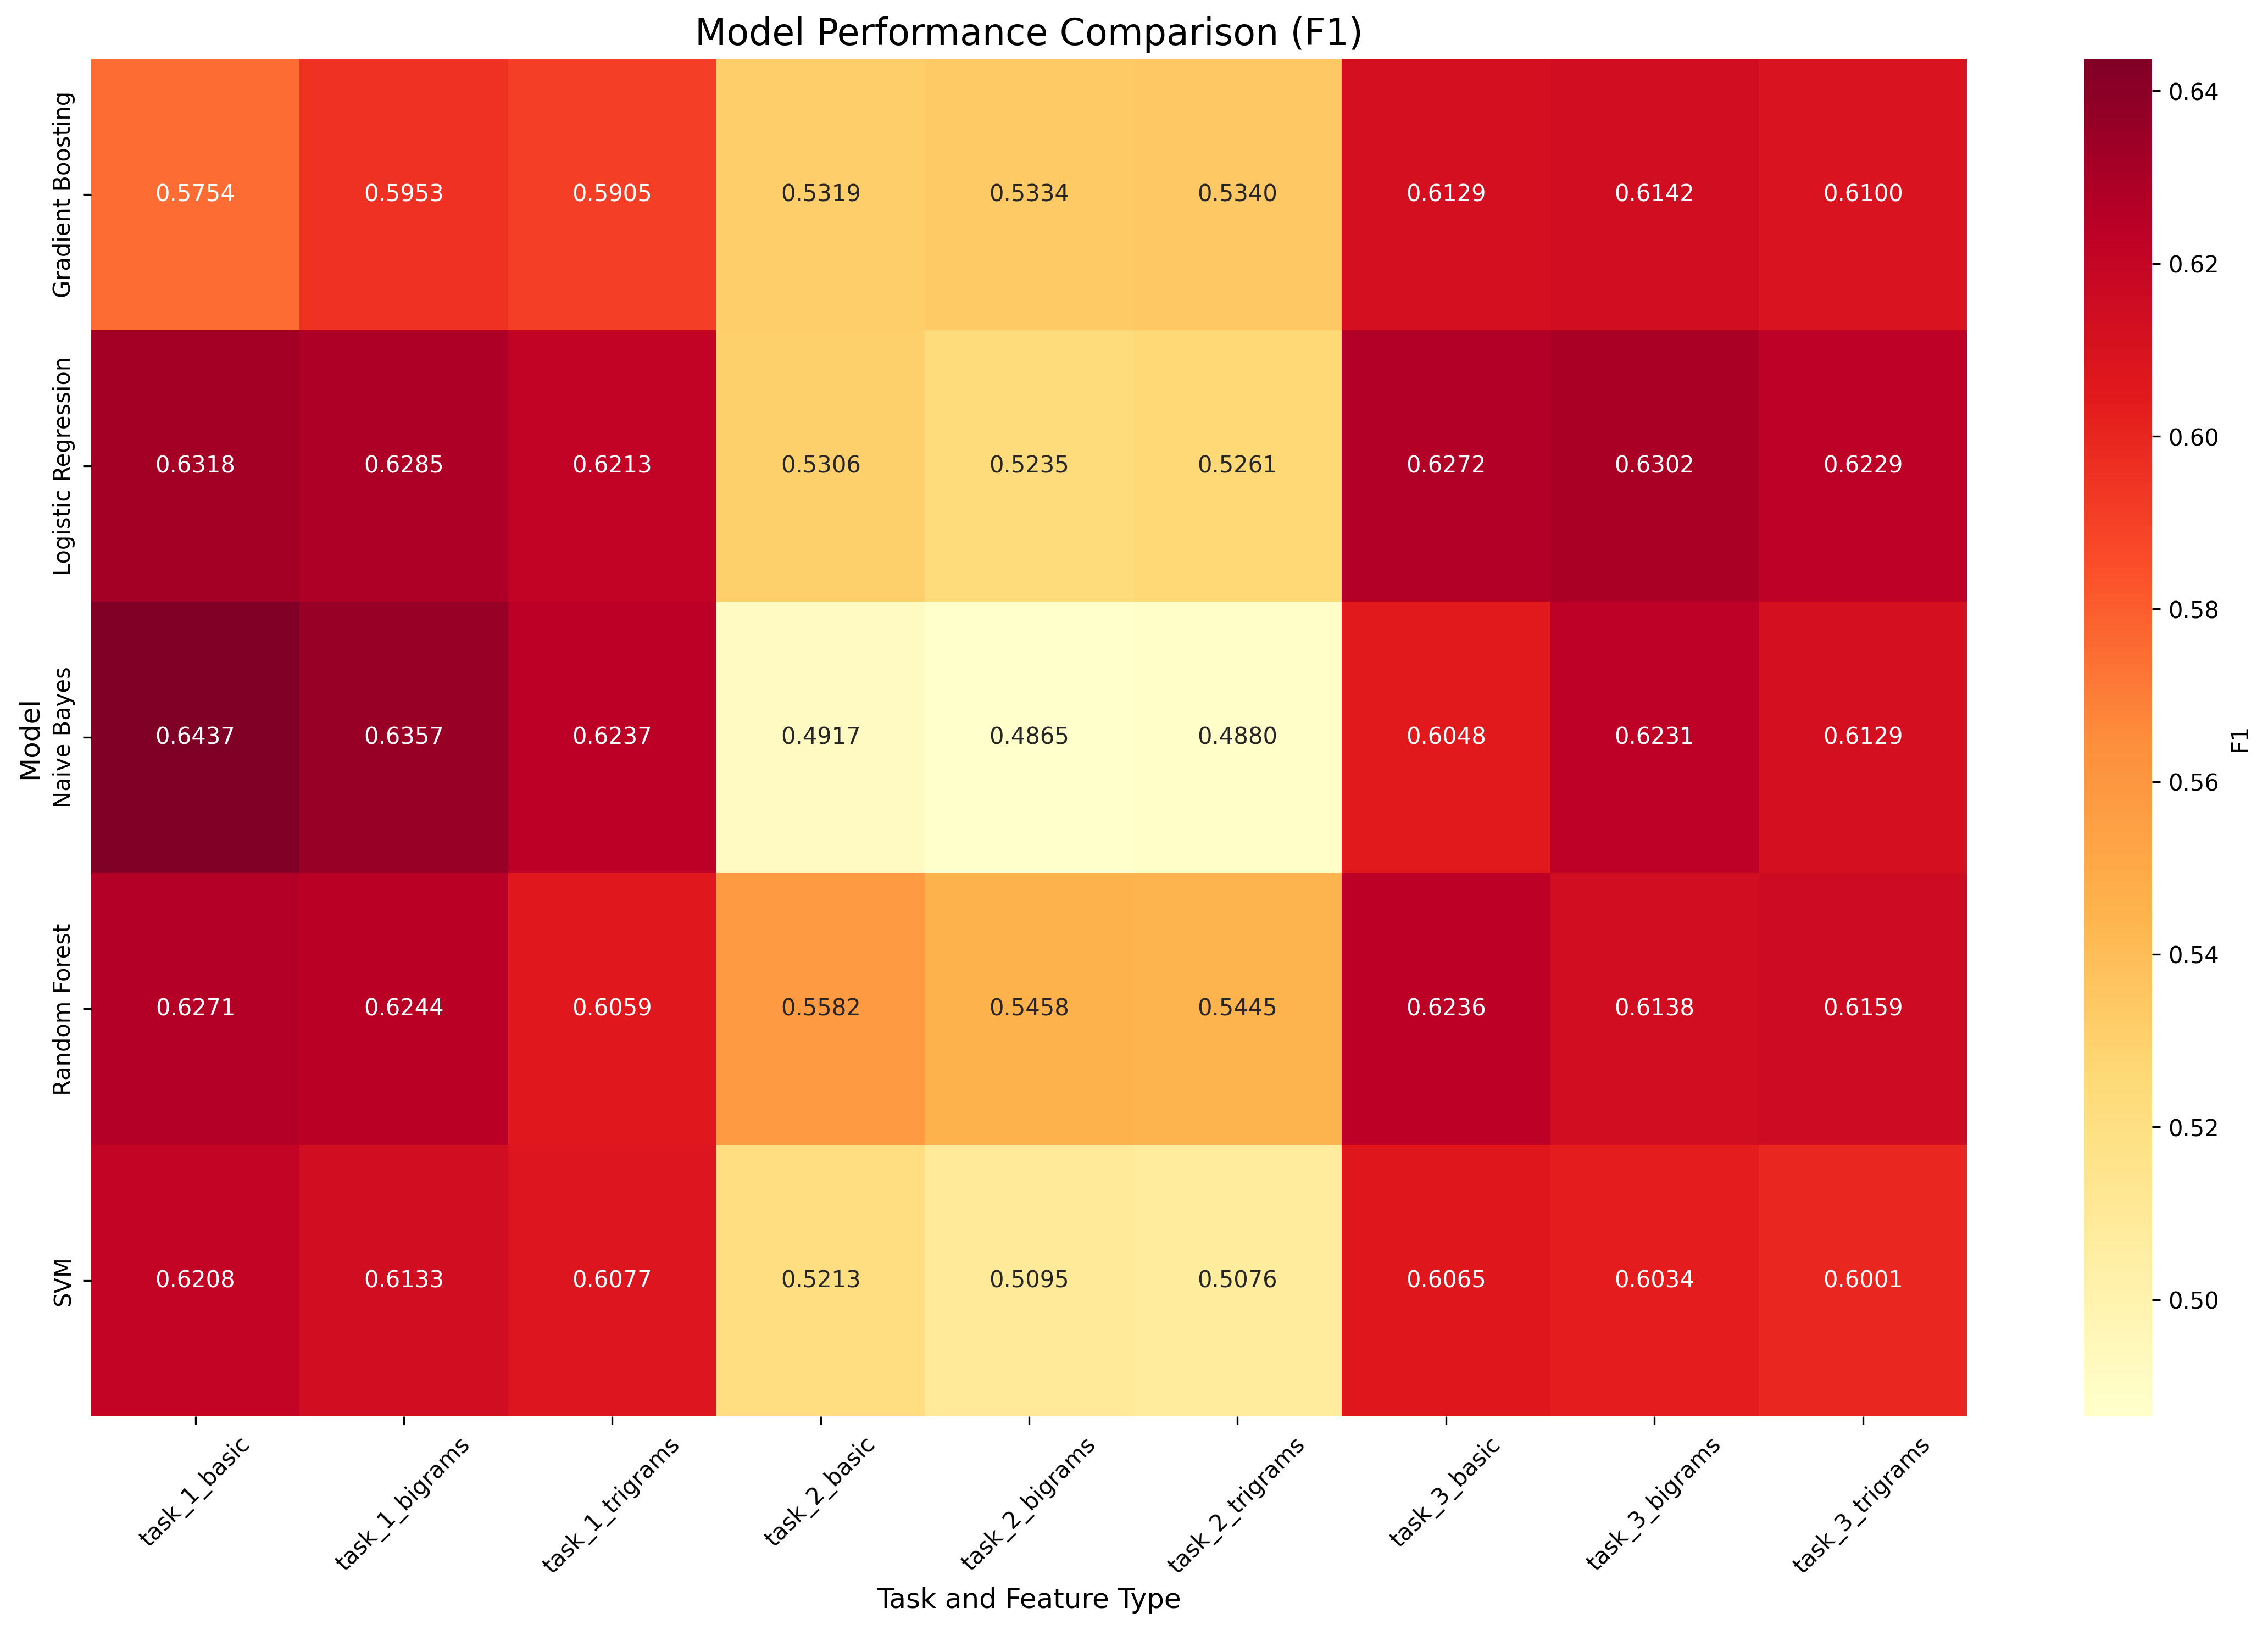 Model Performance Comparison (F1)
Model
Gradient Boosting
0.5754 0.5953 0.5905 0.5319 0.5334 0.5340 0.6129 0.6142 0.6100
Logistic Regression
0.6318 0.6285 0.6213 0.5306 0.5235 0.5261 0.6272 0.6302 0.6229
Naive Bayes
0.6437 0.6357 0.6237 0.4917 0.4865 0.4880 0.6048 0.6231 0.6129
Random Forest
0.6271 0.6244 0.6059 0.5582 0.5458 0.5445 0.6236 0.6138 0.6159
SVM
0.6208 0.6133 0.6077 0.5213 0.5095 0.5076 0.6065 0.6034 0.6001
task_1_basic
task_1_bigrams
task_1_trigrams
task_2_basic
task_2_bigrams
task_2_trigrams
task_3_basic
task_3_bigrams
task_3_trigrams
Task and Feature Type
0.64
0.62
0.60
0.58
0.56
0.54
0.52
0.50
F1